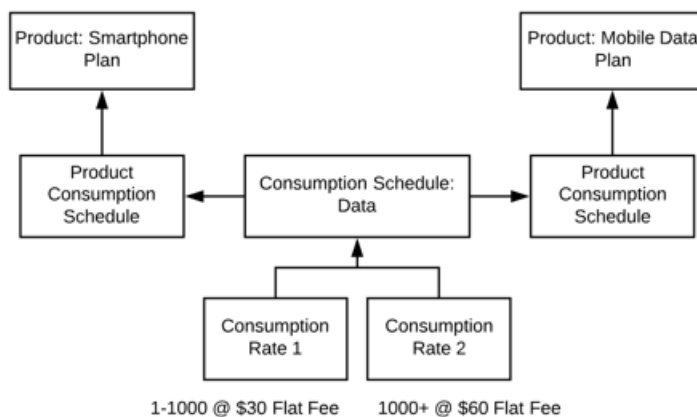 Product: Smartphone
Plan
Product: Mobile Data
Plan
Product
Consumption
Schedule
Consumption Schedule:
Data
Product
Consumption
Schedule
Consumption
Rate 1
Consumption
Rate 2
1-1000 @ $30 Flat Fee
1000+ @ $60 Flat Fee